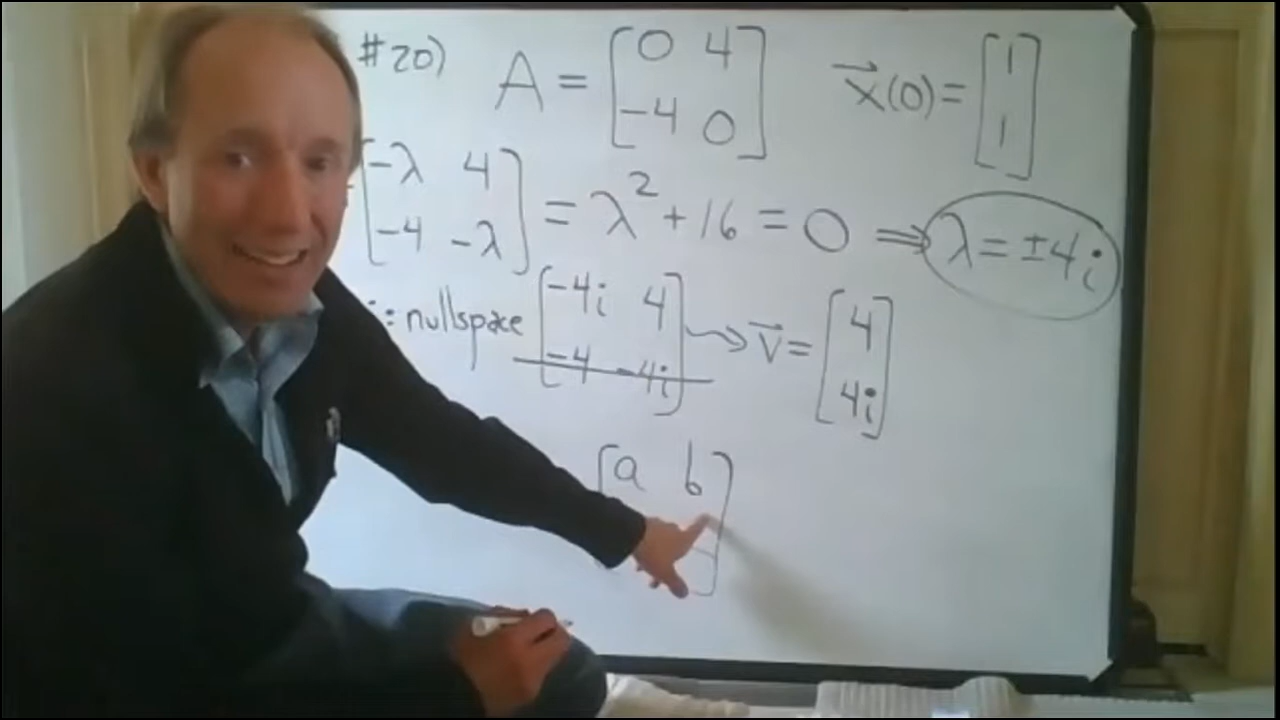 #20) A = [0 4 -4 0] x⃗(0) = [1 1]
[-λ 4 -4 -λ] = λ² + 16 = 0 ⇒ λ = ±4i
i: nullspace [-4i 4 -4 -4i] ⇝ v⃗ = [4 4i]
[a b]